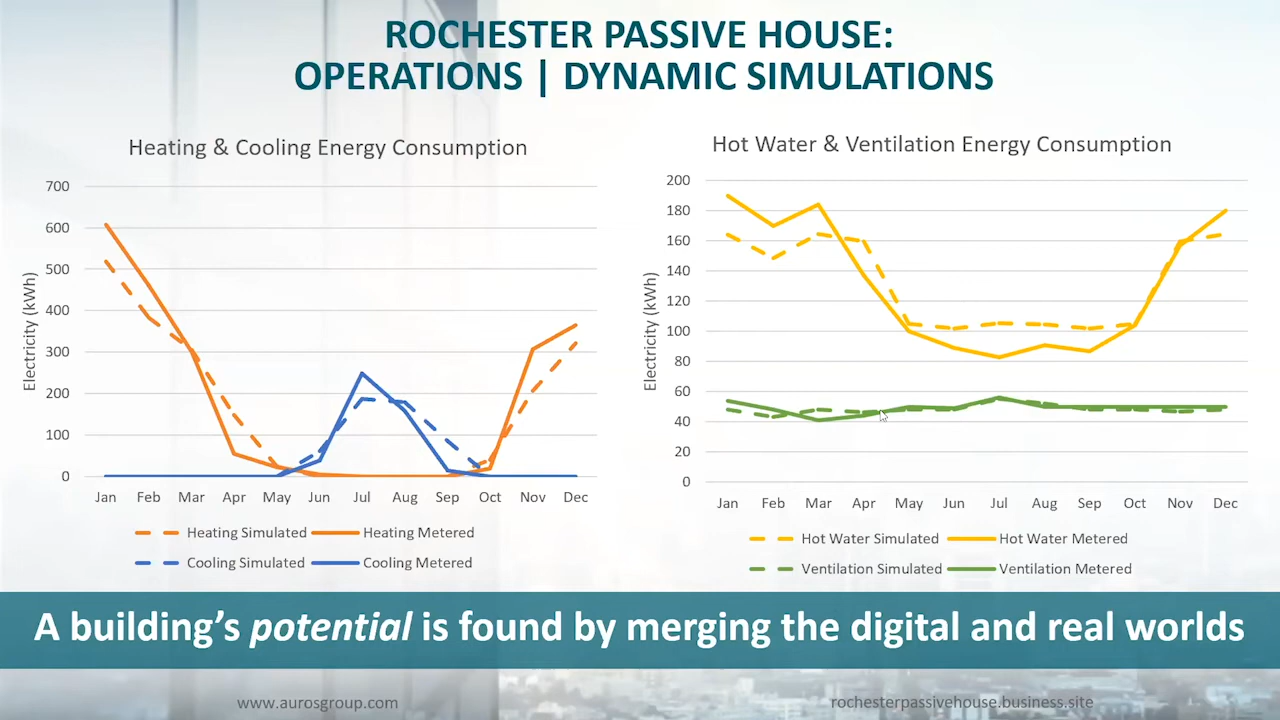 ROCHESTER PASSIVE HOUSE:
OPERATIONS | DYNAMIC SIMULATIONS
Heating & Cooling Energy Consumption
Electricity (kWh)
700
600
500
400
300
200
100
0
Jan Feb Mar Apr May Jun Jul Aug Sep Oct Nov Dec
Heating Simulated Heating Metered
Cooling Simulated Cooling Metered
Hot Water & Ventilation Energy Consumption
Electricity (kWh)
200
180
160
140
120
100
80
60
40
20
0
Jan Feb Mar Apr May Jun Jul Aug Sep Oct Nov Dec
Hot Water Simulated Hot Water Metered
Ventilation Simulated Ventilation Metered
A building's potential is found by merging the digital and real worlds
www.aurosgroup.com
rochesterpassivehouse.business.site